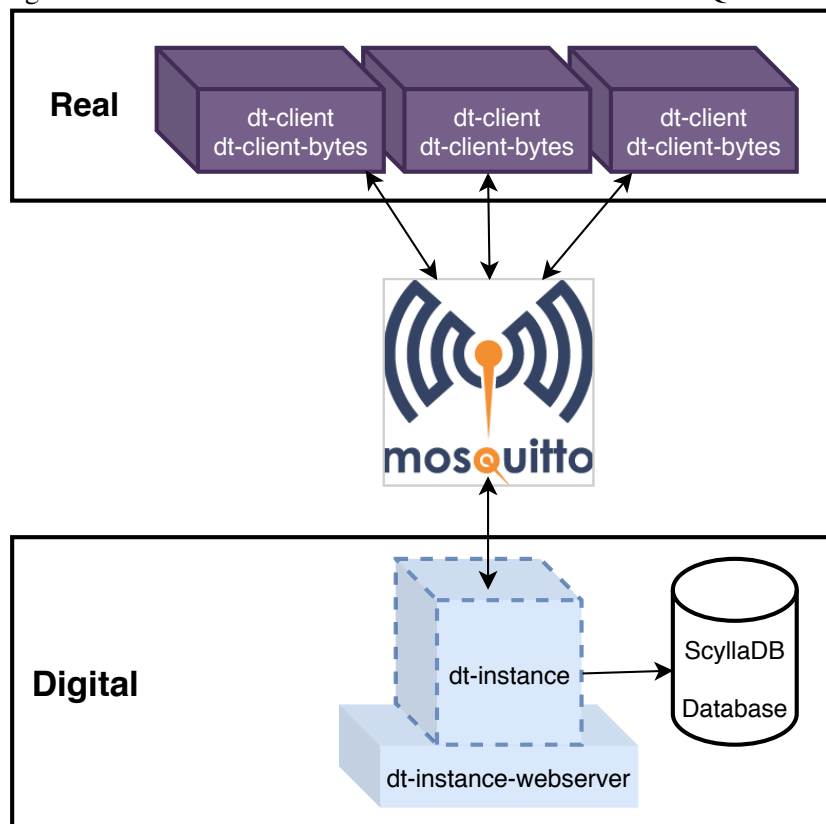 Real
dt-client
dt-client-bytes
dt-client
dt-client-bytes
dt-client
dt-client-bytes
mosquitto
Digital
dt-instance
dt-instance-webserver
ScyllaDB
Database